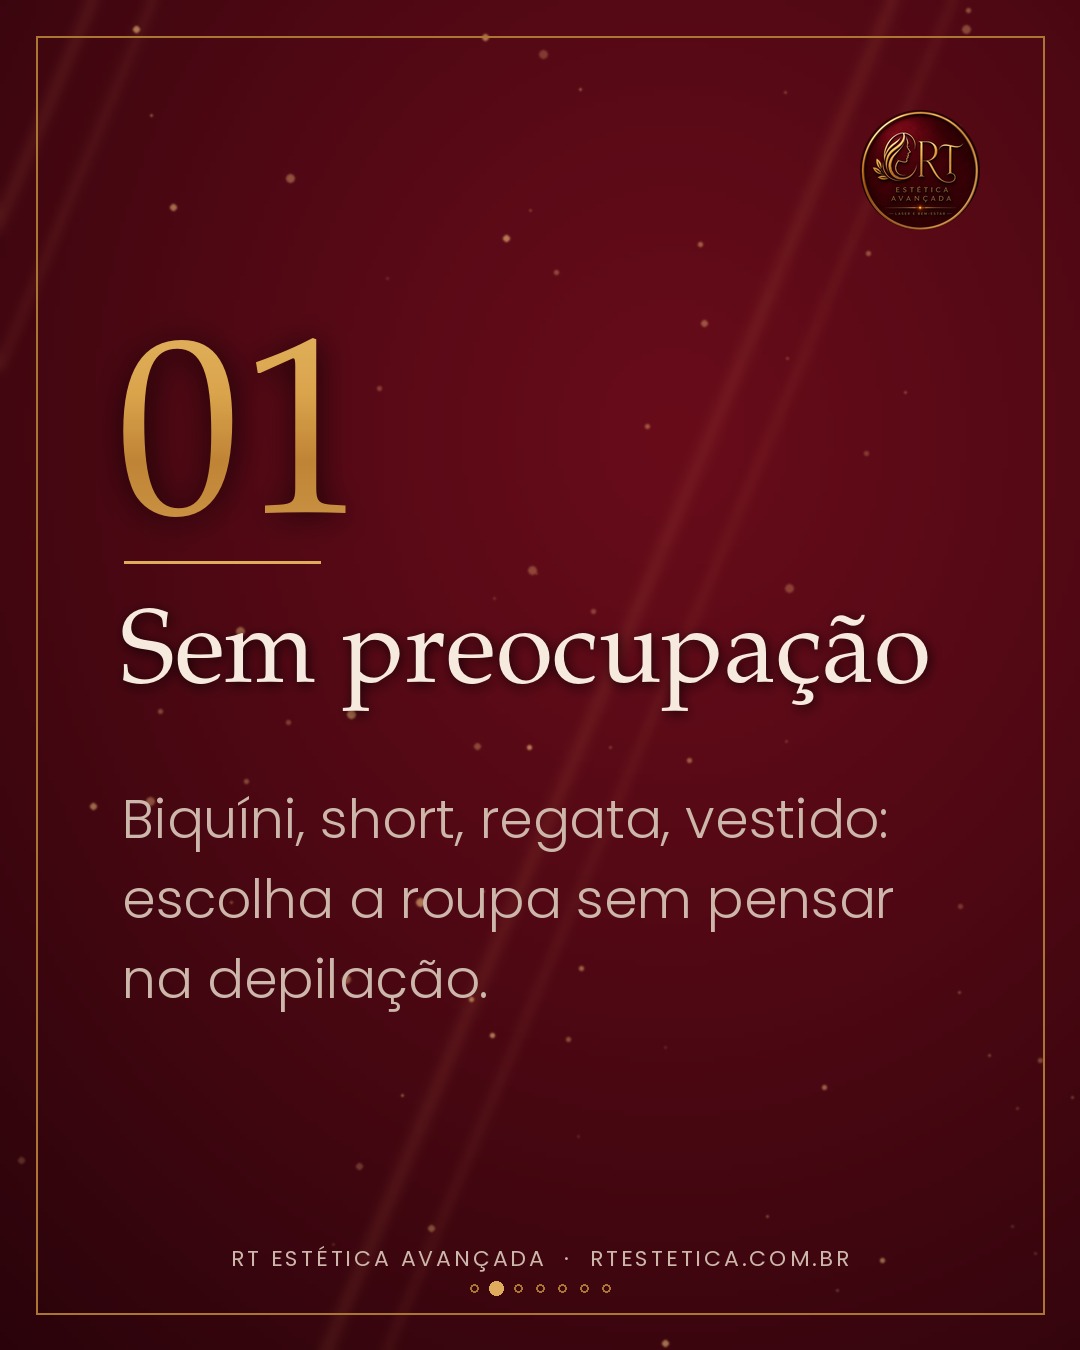 RT
ESTÉTICA
AVANÇADA
01
Sem preocupação
Biquíni, short, regata, vestido:
escolha a roupa sem pensar
na depilação.
RT ESTÉTICA AVANÇADA · RTESTETICA.COM.BR